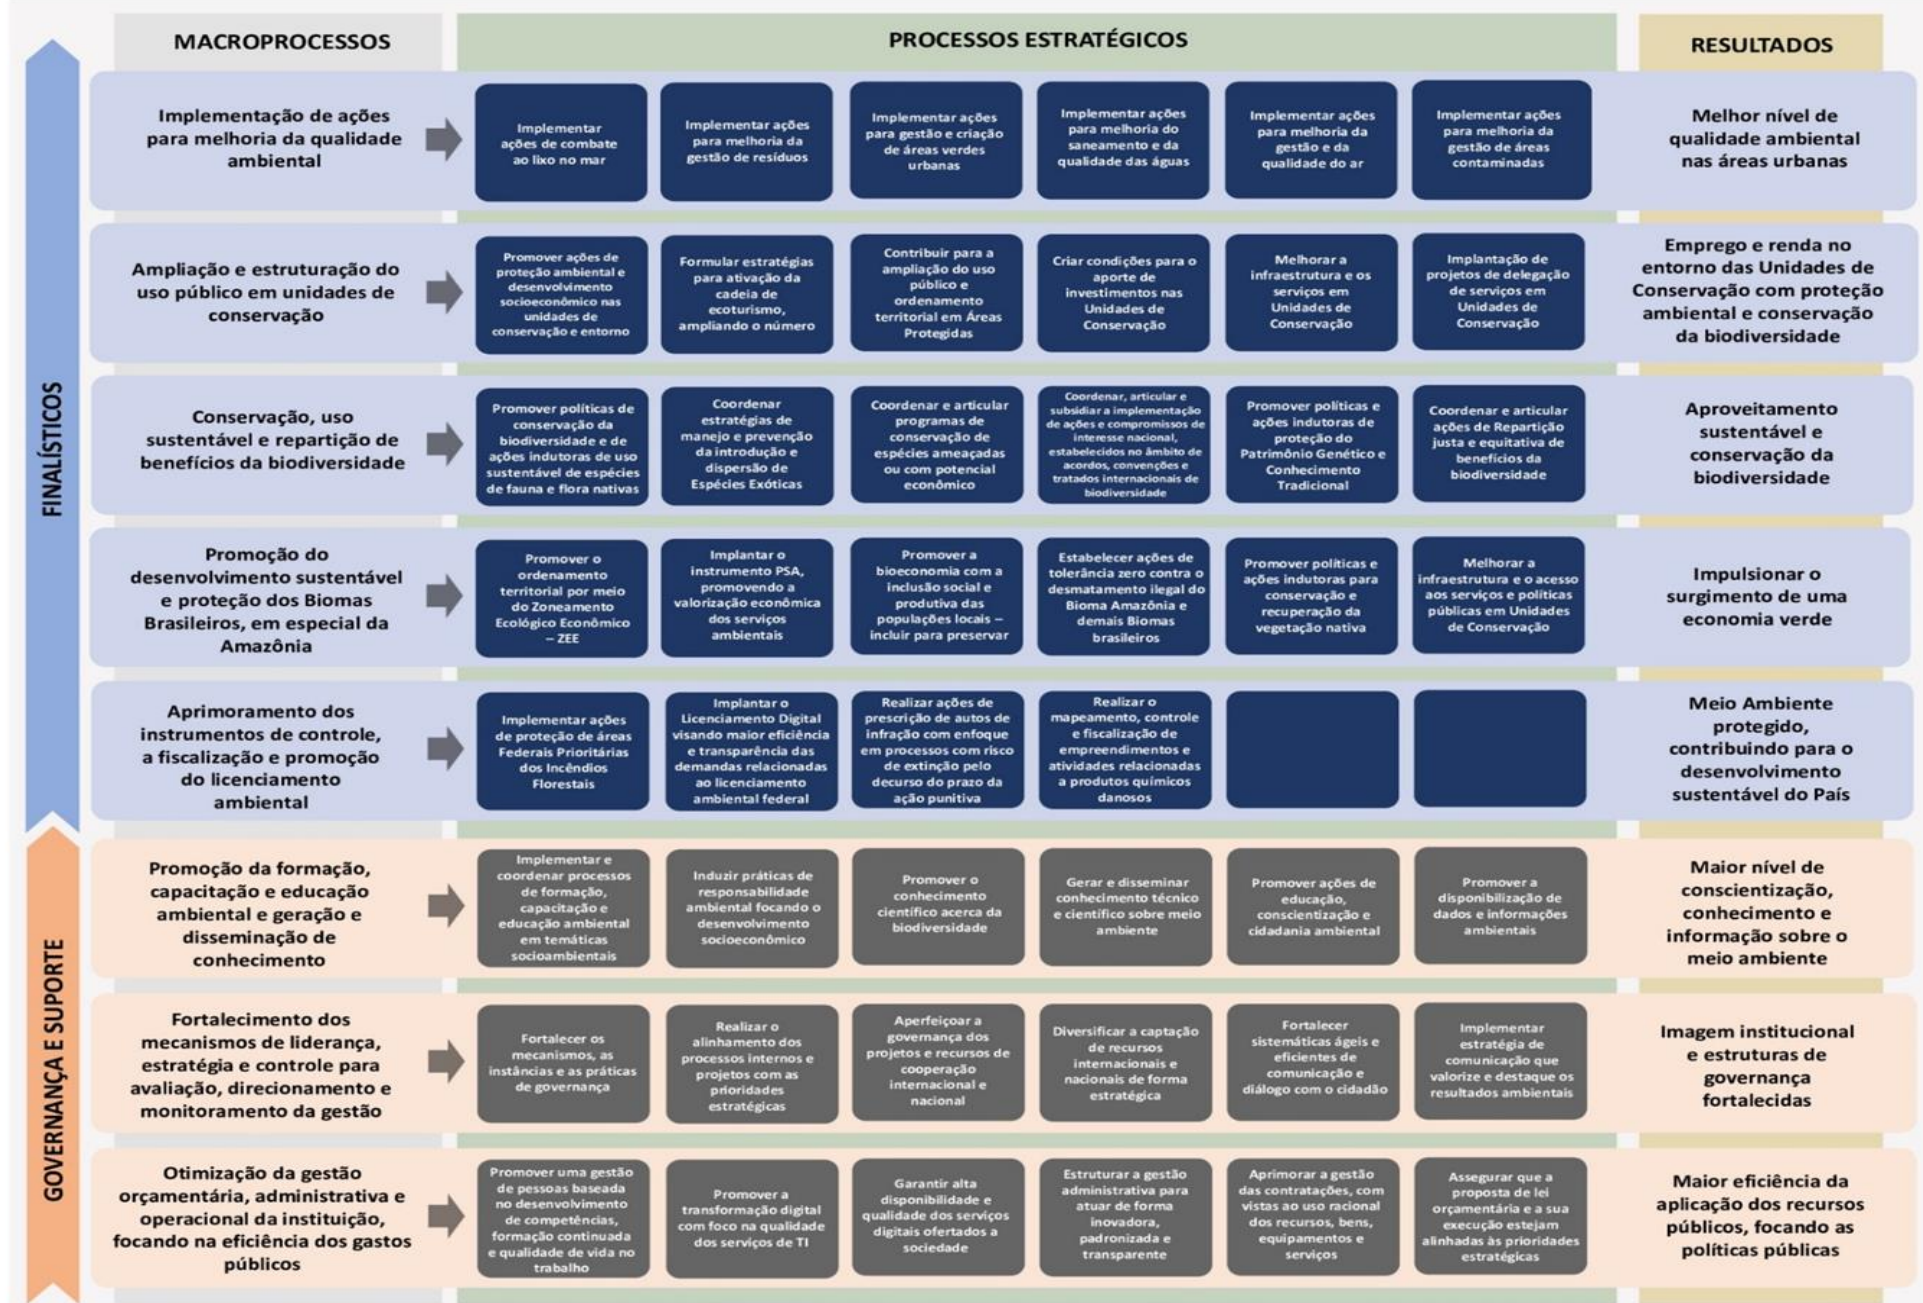 MACROPROCESSOS
PROCESSOS ESTRATÉGICOS
RESULTADOS
FINALÍSTICOS
Implementação de ações
para melhoria da qualidade
ambiental
Implementar
ações de combate
ao lixo no mar
Implementar ações
para melhoria da
gestão de resíduos
Implementar ações
para gestão e criação
de áreas verdes
urbanas
Implementar ações
para melhoria do
saneamento e da
qualidade das águas
Implementar ações
para melhoria da
gestão e da
qualidade do ar
Implementar ações
para melhoria da
gestão de áreas
contaminadas
Melhor nível de
qualidade ambiental
nas áreas urbanas
Ampliação e estruturação do
uso público em unidades de
conservação
Promover ações de
proteção ambiental e
desenvolvimento
socioeconômico nas
unidades de
conservação e entorno
Formular estratégias
para ativação da
cadeia de
ecoturismo,
ampliando o número
Contribuir para a
ampliação do uso
público e
ordenamento
territorial em Áreas
Protegidas
Criar condições para o
aporte de
investimentos nas
Unidades de
Conservação
Melhorar a
infraestrutura e os
serviços em
Unidades de
Conservação
Implantação de
projetos de delegação
de serviços em
Unidades de
Conservação
Emprego e renda no
entorno das Unidades de
Conservação com proteção
ambiental e conservação
da biodiversidade
Conservação, uso
sustentável e repartição de
benefícios da biodiversidade
Promover políticas de
conservação da
biodiversidade e de
ações indutoras de uso
sustentável de espécies
de fauna e flora nativas
Coordenar
estratégias de
manejo e prevenção
da introdução e
dispersão de
Espécies Exóticas
Coordenar e articular
programas de
conservação de
espécies ameaçadas
ou com potencial
econômico
Coordenar, articular e
subsidiar a implementação
de ações e compromissos de
interesse nacional,
estabelecidos no âmbito de
acordos, convenções e
tratados internacionais de
biodiversidade
Promover políticas e
ações indutoras de
proteção do
Patrimônio Genético e
Conhecimento
Tradicional
Coordenar e articular
ações de Repartição
justa e equitativa de
benefícios da
biodiversidade
Aproveitamento
sustentável e
conservação da
biodiversidade
Promoção do
desenvolvimento sustentável
e proteção dos Biomas
Brasileiros, em especial da
Amazônia
Promover o
ordenamento
territorial por meio
do Zoneamento
Ecológico Econômico
– ZEE
Implantar o
instrumento PSA,
promovendo a
valorização econômica
dos serviços
ambientais
Promover a
bioeconomia com a
inclusão social e
produtiva das
populações locais –
incluir para preservar
Estabelecer ações de
tolerância zero contra o
desmatamento ilegal do
Bioma Amazônia e
demais Biomas
brasileiros
Promover políticas e
ações indutoras para
conservação e
recuperação da
vegetação nativa
Melhorar a
infraestrutura e o acesso
aos serviços e políticas
públicas em Unidades
de Conservação
Impulsionar o
surgimento de uma
economia verde
Aprimoramento dos
instrumentos de controle,
a fiscalização e promoção
do licenciamento
ambiental
Implementar ações
de proteção de áreas
Federais Prioritárias
dos Incêndios
Florestais
Implantar o
Licenciamento Digital
visando maior eficiência
e transparência das
demandas relacionadas
ao licenciamento
ambiental federal
Realizar ações de
prescrição de autos de
infração com enfoque
em processos com risco
de extinção pelo
decurso do prazo da
ação punitiva
Realizar o
mapeamento, controle
e fiscalização de
empreendimentos e
atividades relacionadas
a produtos químicos
danosos
Meio Ambiente
protegido,
contribuindo para o
desenvolvimento
sustentável do País
GOVERNANÇA E SUPORTE
Promoção da formação,
capacitação e educação
ambiental e geração e
disseminação de
conhecimento
Implementar e
coordenar processos
de formação,
capacitação e
educação ambiental
em temáticas
socioambientais
Induzir práticas de
responsabilidade
ambiental focando o
desenvolvimento
socioeconômico
Promover o
conhecimento
científico acerca da
biodiversidade
Gerar e disseminar
conhecimento técnico
e científico sobre meio
ambiente
Promover ações de
educação,
conscientização e
cidadania ambiental
Promover a
disponibilização de
dados e informações
ambientais
Maior nível de
conscientização,
conhecimento e
informação sobre o
meio ambiente
Fortalecimento dos
mecanismos de liderança,
estratégia e controle para
avaliação, direcionamento e
monitoramento da gestão
Fortalecer os
mecanismos, as
instâncias e as práticas
de governança
Realizar o
alinhamento dos
processos internos e
projetos com as
prioridades
estratégicas
Aperfeiçoar a
governança dos
projetos e recursos de
cooperação
internacional e
nacional
Diversificar a captação
de recursos
internacionais e
nacionais de forma
estratégica
Fortalecer
sistemáticas ágeis e
eficientes de
comunicação e
diálogo com o cidadão
Implementar
estratégia de
comunicação que
valorize e destaque os
resultados ambientais
Imagem institucional
e estruturas de
governança
fortalecidas
Otimização da gestão
orçamentária, administrativa e
operacional da instituição,
focando na eficiência dos gastos
públicos
Promover uma gestão
de pessoas baseada
no desenvolvimento
de competências,
formação continuada
e qualidade de vida no
trabalho
Promover a
transformação digital
com foco na qualidade
dos serviços de TI
Garantir alta
disponibilidade e
qualidade dos serviços
digitais ofertados a
sociedade
Estruturar a gestão
administrativa para
atuar de forma
inovadora,
padronizada e
transparente
Aprimorar a gestão
das contratações, com
vistas ao uso racional
dos recursos, bens,
equipamentos e
serviços
Assegurar que a
proposta de lei
orçamentária e a sua
execução estejam
alinhadas às prioridades
estratégicas
Maior eficiência da
aplicação dos recursos
públicos, focando as
políticas públicas